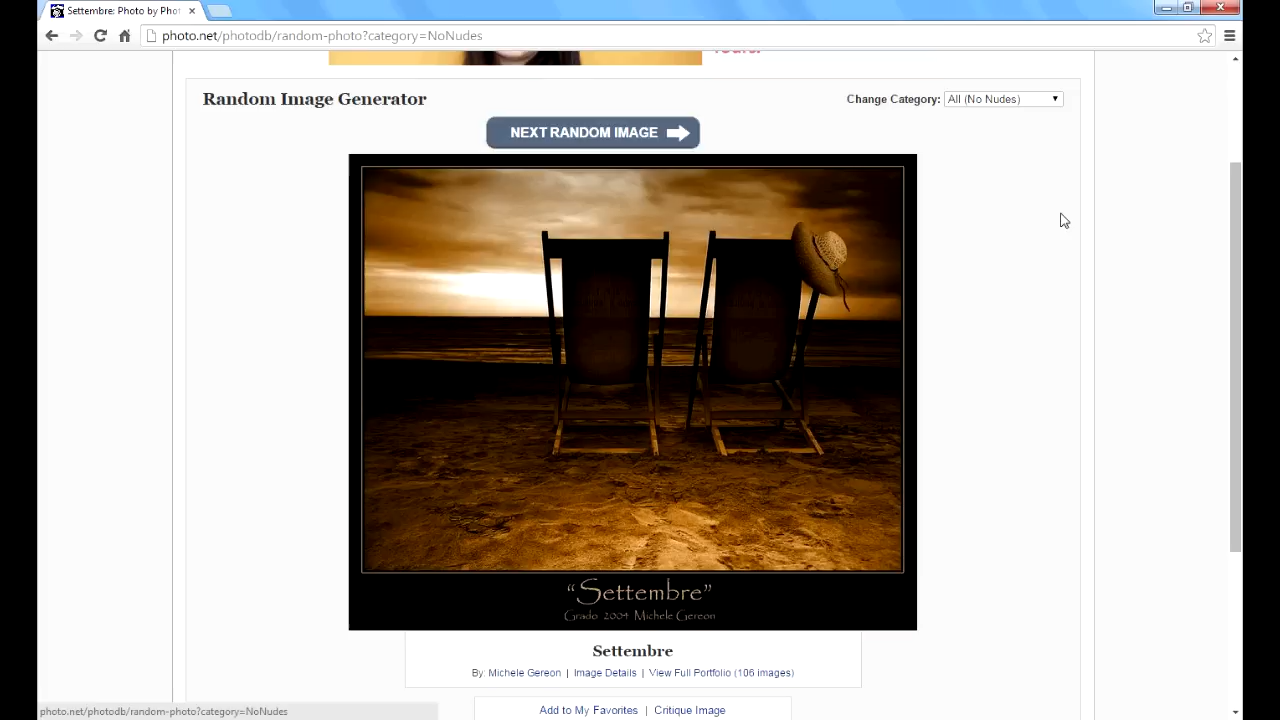 Settembre: Photo by Phot
photo.net/photodb/random-photo?category=NoNudes
Random Image Generator
Change Category: All (No Nudes)
NEXT RANDOM IMAGE
“Settembre”
Grado 2004 Michele Gereon
Settembre
By: Michele Gereon | Image Details | View Full Portfolio (106 images)
Add to My Favorites | Critique Image
photo.net/photodb/random-photo?category=NoNudes